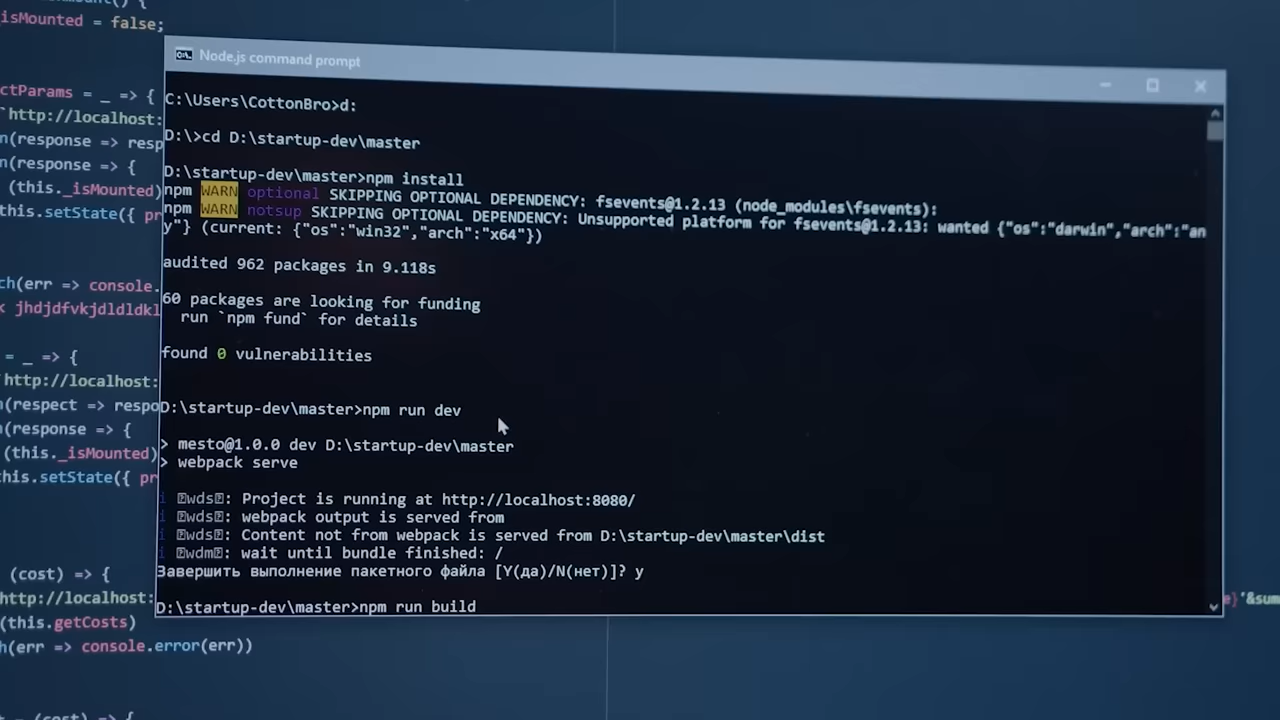 isMounted = false;
ctParams = _ => {
`http://localhost:
n(response => resp
n(response => {
(this._isMounted)
this.setState({ pr
ch(err => console.
k jhdjdfvkjdldldkl
= _ => {
`http://localhost:
n(respect => respo
n(response => {
(this._isMounted)
this.setState({ pr
(cost) => {
http://localhost:
(this.getCosts)
h(err => console.error(err))
(cost) => {
Node.js command prompt
C:\Users\CottonBro>d:
D:\>cd D:\startup-dev\master
D:\startup-dev\master>npm install
npm WARN optional SKIPPING OPTIONAL DEPENDENCY: fsevents@1.2.13 (node_modules\fsevents):
npm WARN notsup SKIPPING OPTIONAL DEPENDENCY: Unsupported platform for fsevents@1.2.13: wanted {"os":"darwin","arch":"an
y"} (current: {"os":"win32","arch":"x64"})
audited 962 packages in 9.118s
60 packages are looking for funding
run `npm fund` for details
found 0 vulnerabilities
D:\startup-dev\master>npm run dev
> mesto@1.0.0 dev D:\startup-dev\master
> webpack serve
i ｢wds｣: Project is running at http://localhost:8080/
i ｢wds｣: webpack output is served from
i ｢wds｣: Content not from webpack is served from D:\startup-dev\master\dist
i ｢wdm｣: wait until bundle finished: /
Завершить выполнение пакетного файла [Y(да)/N(нет)]? y
D:\startup-dev\master>npm run build